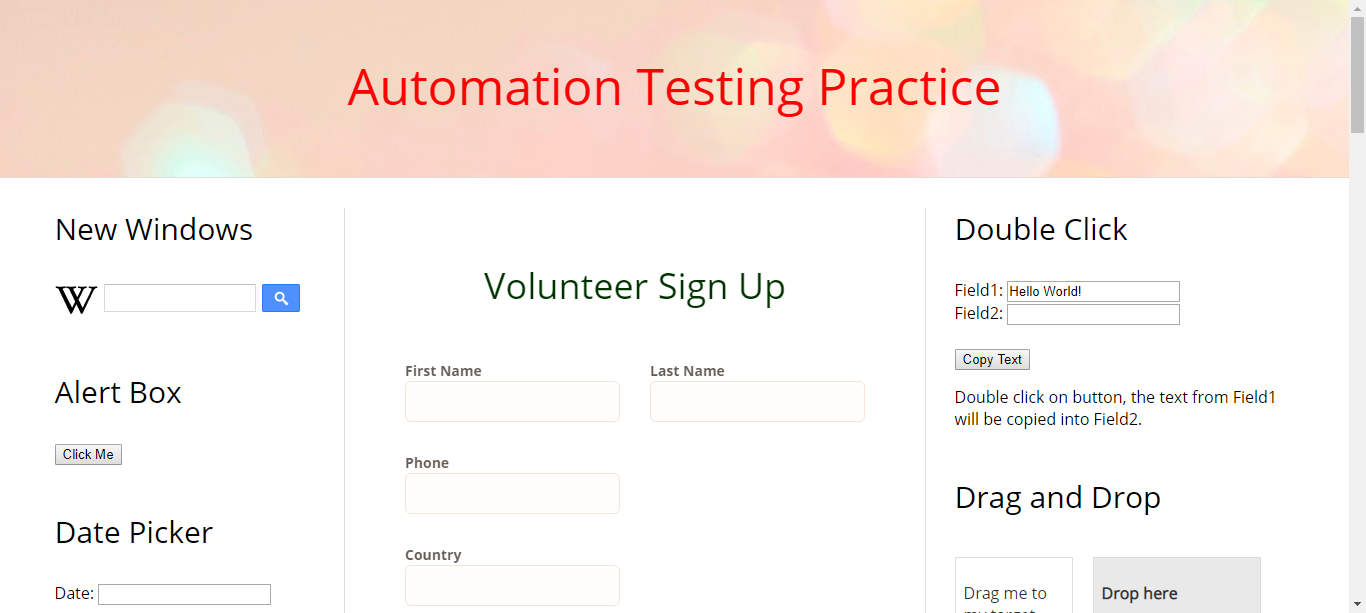 Automation Testing Practice
New Windows
W
Alert Box
Click Me
Date Picker
Date:
Volunteer Sign Up
First Name
Last Name
Phone
Country
Double Click
Field1: Hello World!
Field2:
Copy Text
Double click on button, the text from Field1
will be copied into Field2.
Drag and Drop
Drag me to
my target
Drop here